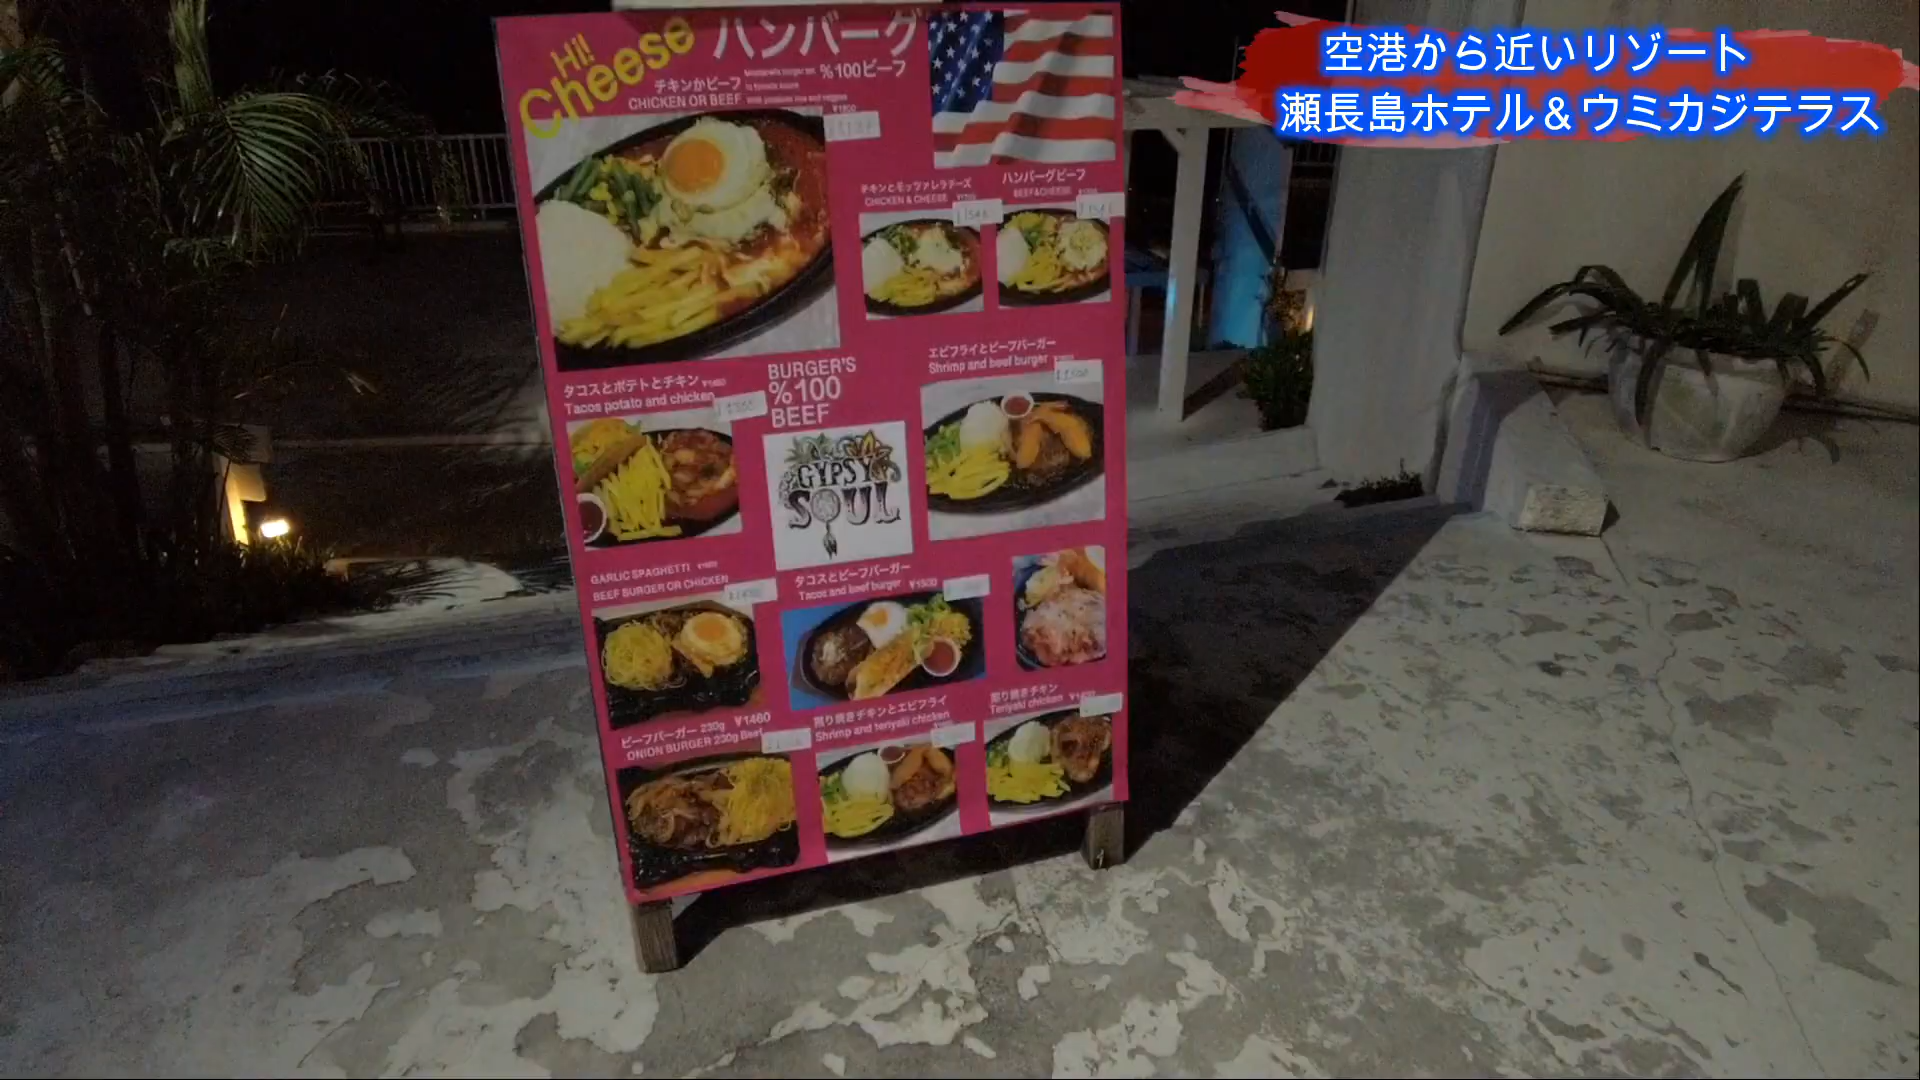 空港から近いリゾート
瀬長島ホテル＆ウミカジテラス
Hi!
Cheese
ハンバーグ
チキンかビーフ
%100ビーフ
CHICKEN OR BEEF
チキンとモッツァレラチーズ
CHICKEN & CHEESE
ハンバーグビーフ
BEEF&CHEESE
エビフライとビーフバーガー
Shrimp and beef burger
タコスとポテトとチキン
Tacos potato and chicken
BURGER'S
%100
BEEF
GYPSY
SOUL
GARLIC SPAGHETTI
BEEF BURGER OR CHICKEN
タコスとビーフバーガー
Tacos and beef burger ¥1500
ビーフバーガー 230g ¥1460
ONION BURGER 230g Beef
照り焼きチキンとエビフライ
Shrimp and teriyaki chicken
照り焼きチキン
Teriyaki chicken